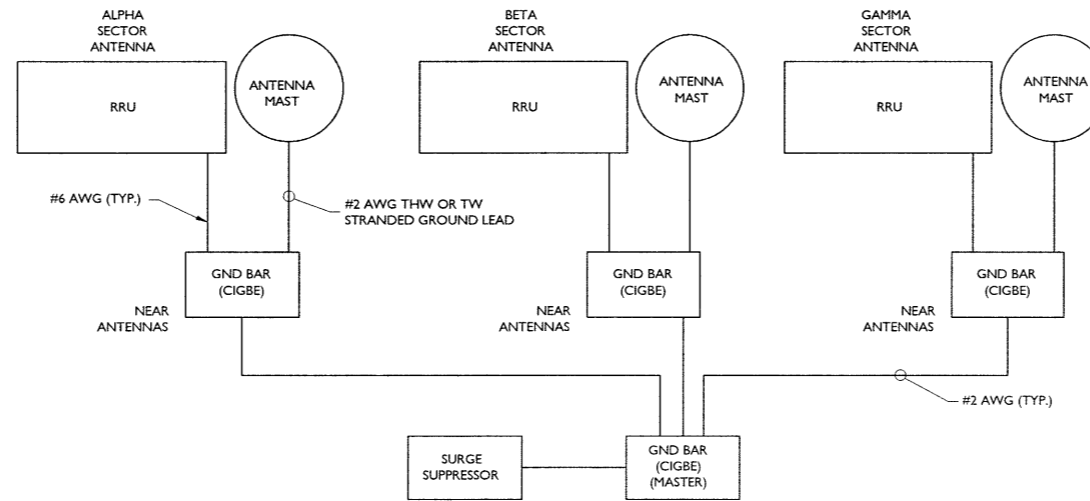 ALPHA
SECTOR
ANTENNA
BETA
SECTOR
ANTENNA
GAMMA
SECTOR
ANTENNA
RRU
ANTENNA
MAST
RRU
ANTENNA
MAST
RRU
ANTENNA
MAST
#6 AWG (TYP.)
#2 AWG THW OR TW
STRANDED GROUND LEAD
GND BAR
(CIGBE)
GND BAR
(CIGBE)
GND BAR
(CIGBE)
NEAR
ANTENNAS
NEAR
ANTENNAS
NEAR
ANTENNAS
#2 AWG (TYP.)
SURGE
SUPPRESSOR
GND BAR
(CIGBE)
(MASTER)